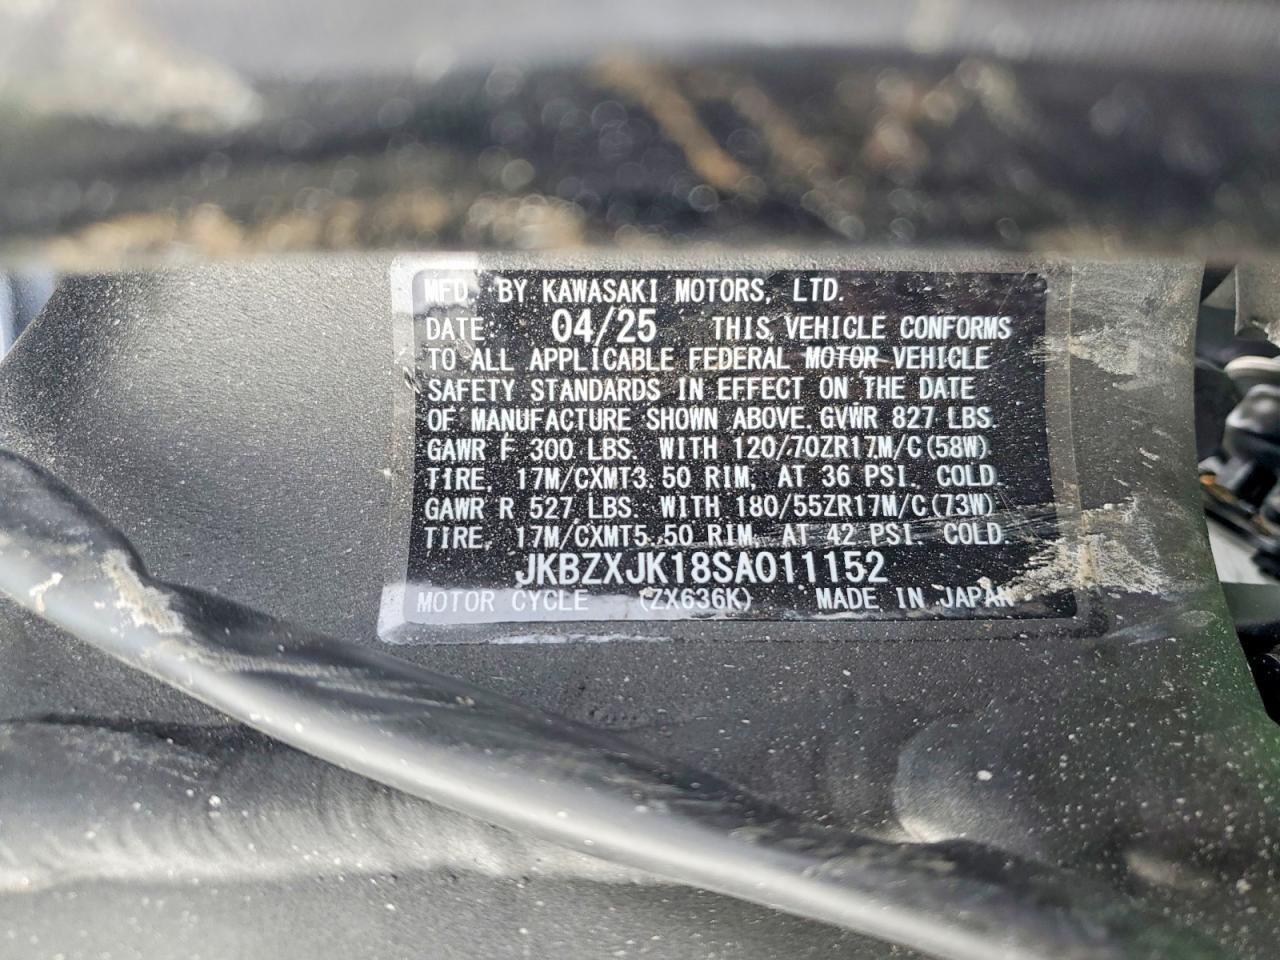 MFD. BY KAWASAKI MOTORS, LTD.
DATE: 04/25 THIS VEHICLE CONFORMS
TO ALL APPLICABLE FEDERAL MOTOR VEHICLE
SAFETY STANDARDS IN EFFECT ON THE DATE
OF MANUFACTURE SHOWN ABOVE. GVWR 827 LBS.
GAWR F 300 LBS. WITH 120/70ZR17M/C(58W)
TIRE, 17M/CXMT3.50 RIM, AT 36 PSI. COLD.
GAWR R 527 LBS. WITH 180/55ZR17M/C(73W)
TIRE, 17M/CXMT5.50 RIM, AT 42 PSI. COLD.
JKBZXJK18SA011152
MOTOR CYCLE (ZX636K) MADE IN JAPAN